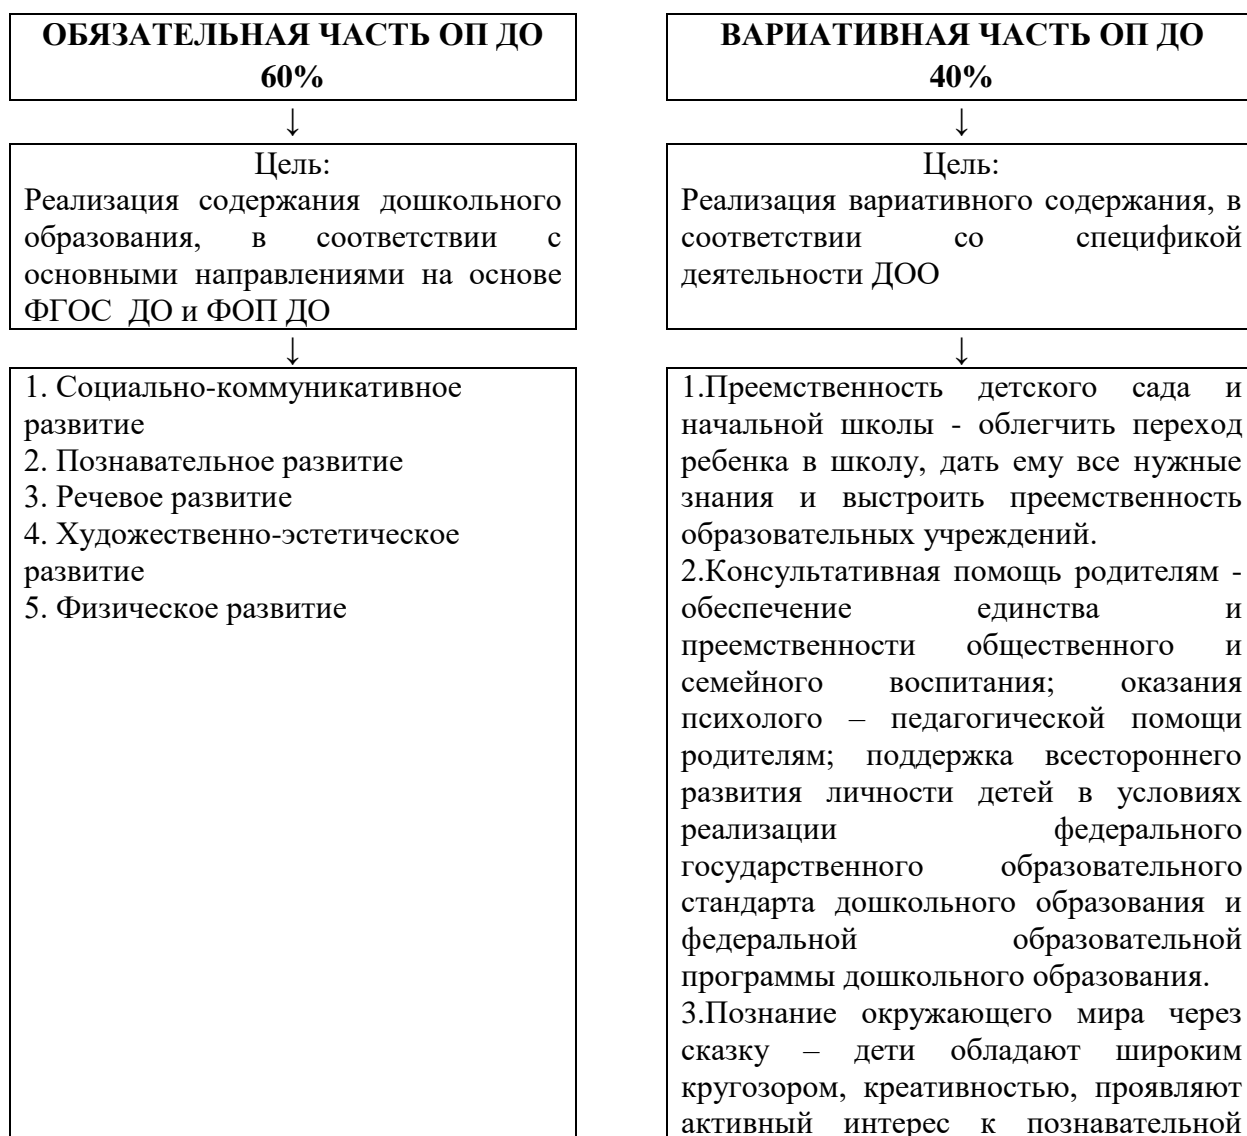 ОБЯЗАТЕЛЬНАЯ ЧАСТЬ ОП ДО
60%
↓
Цель:
Реализация содержания дошкольного
образования, в соответствии с
основными направлениями на основе
ФГОС ДО и ФОП ДО
↓
1. Социально-коммуникативное
развитие
2. Познавательное развитие
3. Речевое развитие
4. Художественно-эстетическое
развитие
5. Физическое развитие
ВАРИАТИВНАЯ ЧАСТЬ ОП ДО
40%
↓
Цель:
Реализация вариативного содержания, в
соответствии со спецификой
деятельности ДОО
↓
1.Преемственность детского сада и
начальной школы - облегчить переход
ребенка в школу, дать ему все нужные
знания и выстроить преемственность
образовательных учреждений.
2.Консультативная помощь родителям -
обеспечение единства и
преемственности общественного и
семейного воспитания; оказания
психолого – педагогической помощи
родителям; поддержка всестороннего
развития личности детей в условиях
реализации федерального
государственного образовательного
стандарта дошкольного образования и
федеральной образовательной
программы дошкольного образования.
3.Познание окружающего мира через
сказку – дети обладают широким
кругозором, креативностью, проявляют
активный интерес к познавательной